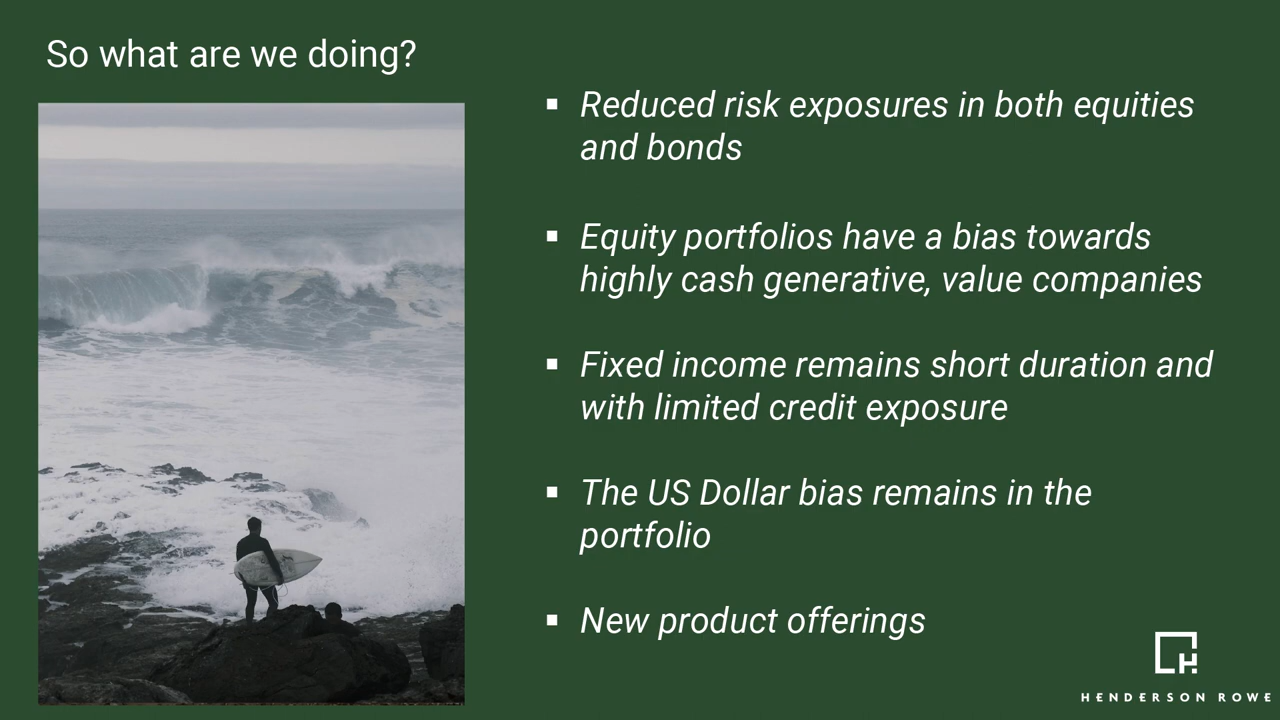 So what are we doing?
▪ Reduced risk exposures in both equities
and bonds
▪ Equity portfolios have a bias towards
highly cash generative, value companies
▪ Fixed income remains short duration and
with limited credit exposure
▪ The US Dollar bias remains in the
portfolio
▪ New product offerings
HENDERSON ROWE